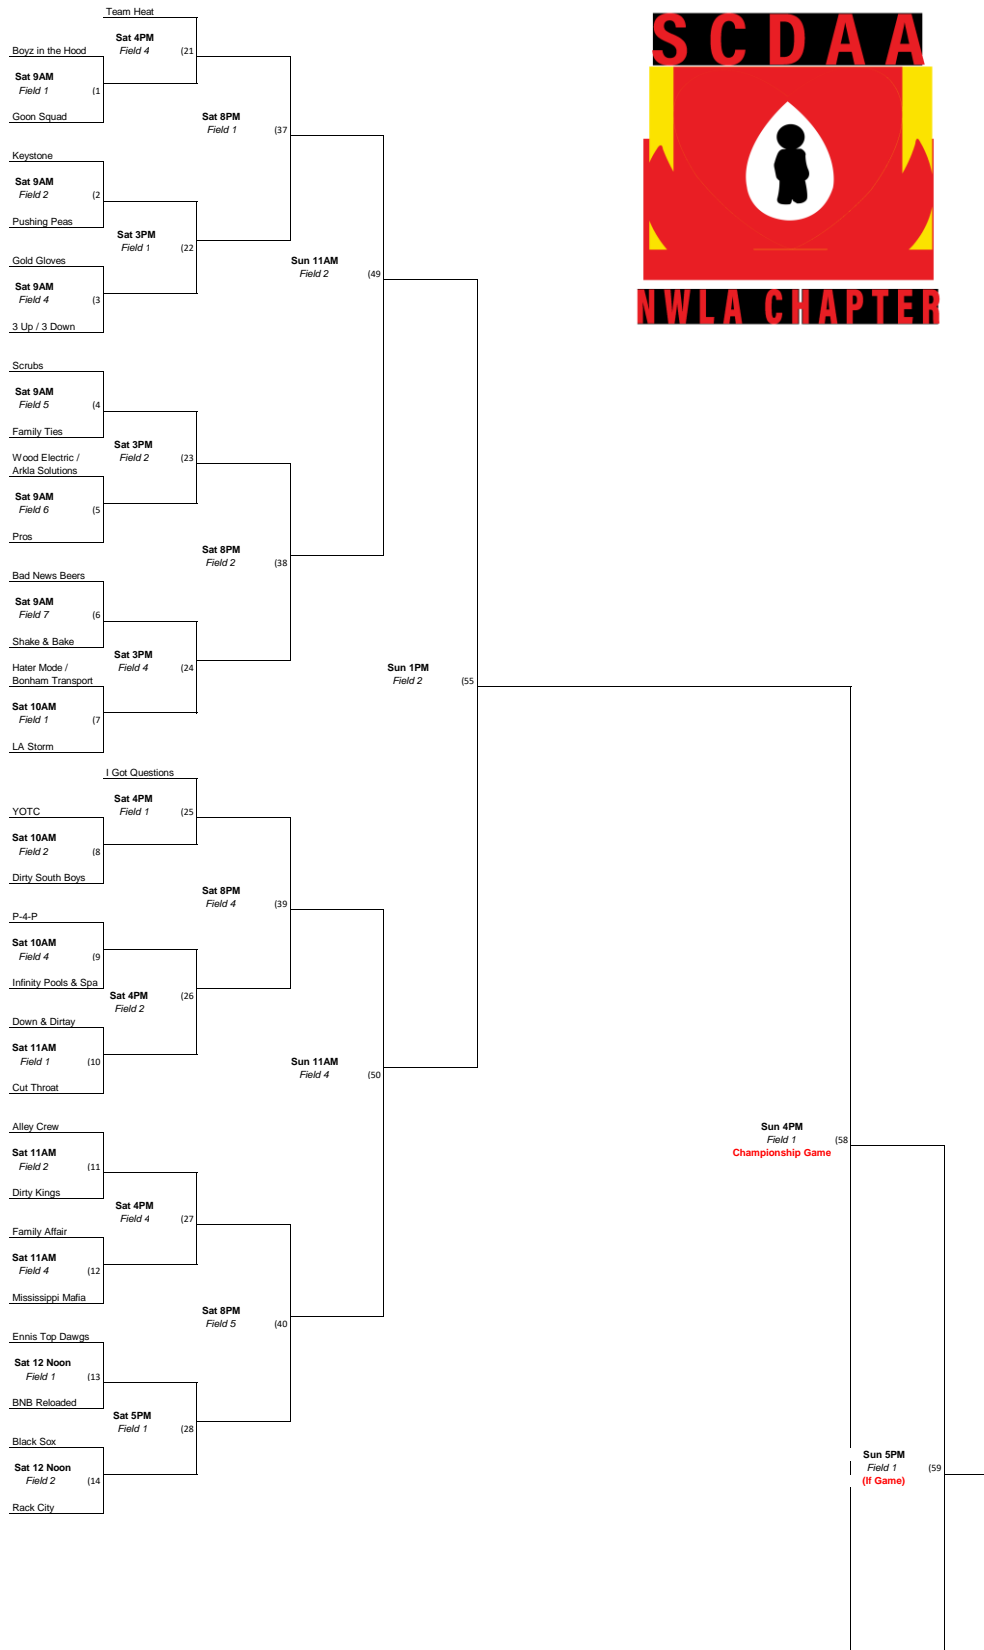 Team Heat
Sat 4PM
Field 4 (21
Boyz in the Hood
Sat 9AM
Field 1 (1
Goon Squad
Sat 8PM
Field 1 (37
Keystone
Sat 9AM
Field 2 (2
Pushing Peas
Sat 3PM
Field 1 (22
Gold Gloves
Sat 9AM
Field 4 (3
3 Up / 3 Down
Sun 11AM
Field 2 (49
Scrubs
Sat 9AM
Field 5 (4
Family Ties
Sat 3PM
Field 2 (23
Wood Electric /
Arkla Solutions
Sat 9AM
Field 6 (5
Pros
Sat 8PM
Field 2 (38
Bad News Beers
Sat 9AM
Field 7 (6
Shake & Bake
Sat 3PM
Field 4 (24
Hater Mode /
Bonham Transport
Sat 10AM
Field 1 (7
LA Storm
Sun 1PM
Field 2 (55
I Got Questions
Sat 4PM
Field 1 (25
YOTC
Sat 10AM
Field 2 (8
Dirty South Boys
Sat 8PM
Field 4 (39
P-4-P
Sat 10AM
Field 4 (9
Infinity Pools & Spa
Sat 4PM
Field 2 (26
Down & Dirtay
Sat 11AM
Field 1 (10
Cut Throat
Sun 11AM
Field 4 (50
Alley Crew
Sat 11AM
Field 2 (11
Dirty Kings
Sat 4PM
Field 4 (27
Family Affair
Sat 11AM
Field 4 (12
Mississippi Mafia
Sat 8PM
Field 5 (40
Ennis Top Dawgs
Sat 12 Noon
Field 1 (13
BNB Reloaded
Sat 5PM
Field 1 (28
Black Sox
Sat 12 Noon
Field 2 (14
Rack City
Sun 4PM
Field 1 (58
Championship Game
Sun 5PM
Field 1 (59
(If Game)
SCDAA
NWLA CHAPTER